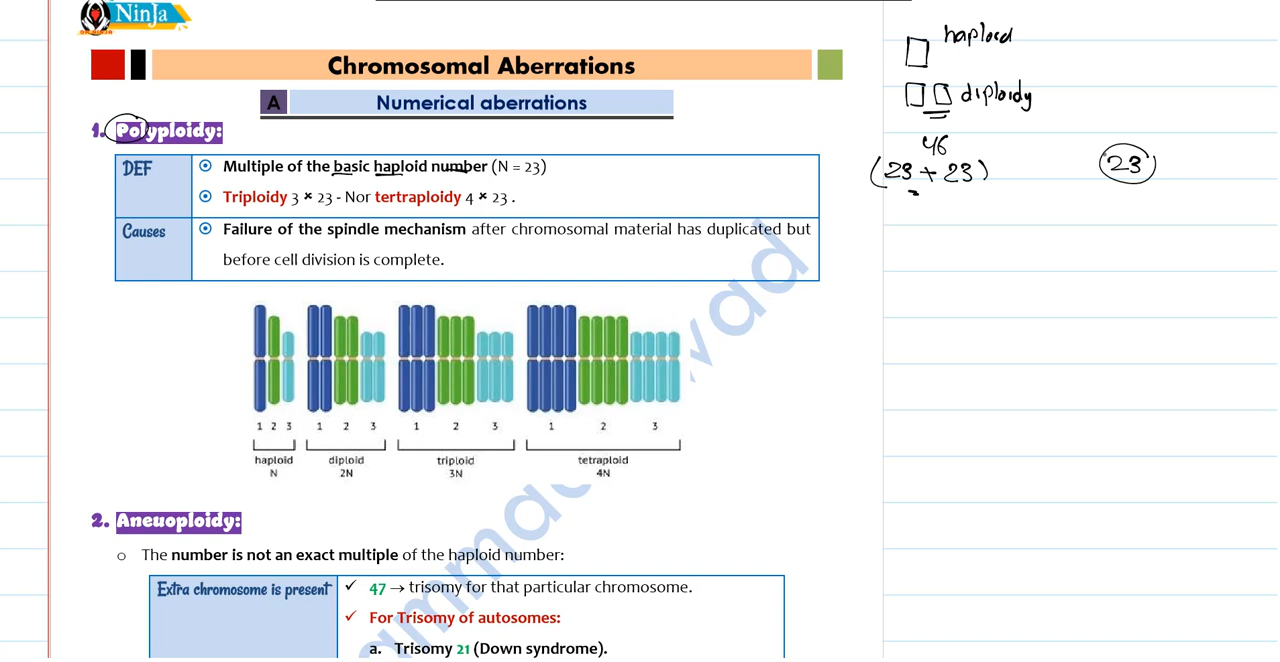 NinJa
DR.NINJA
Chromosomal Aberrations
A Numerical aberrations
1. Polyploidy:
DEF
Multiple of the basic haploid number (N = 23)
Triploidy 3 × 23 - Nor tertraploidy 4 × 23 .
Causes
Failure of the spindle mechanism after chromosomal material has duplicated but
before cell division is complete.
1 2 3 1 2 3 1 2 3 1 2 3
haploid diploid triploid tetraploid
N 2N 3N 4N
2. Aneuoploidy:
o The number is not an exact multiple of the haploid number:
Extra chromosome is present
✓ 47 → trisomy for that particular chromosome.
✓ For Trisomy of autosomes:
a. Trisomy 21 (Down syndrome).
haploid
diploidy
46
(23 + 23)
23